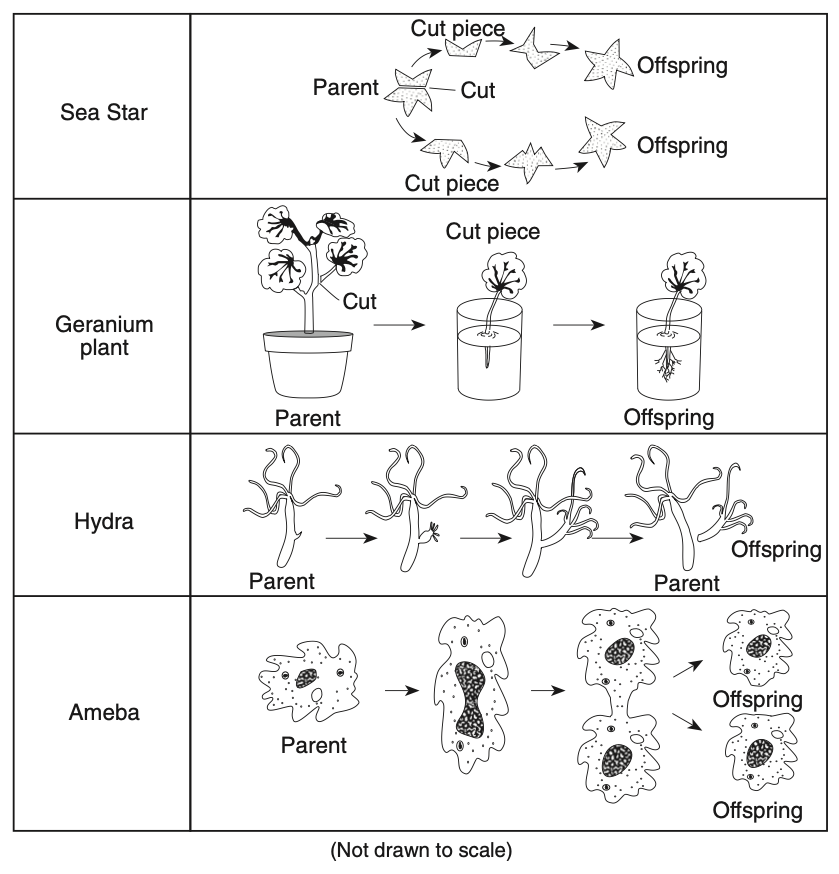 Sea Star
Cut piece
Parent
Cut
Offspring
Offspring
Cut piece
Geranium
plant
Cut piece
Cut
Parent
Offspring
Hydra
Parent
Parent
Offspring
Ameba
Parent
Offspring
Offspring
(Not drawn to scale)